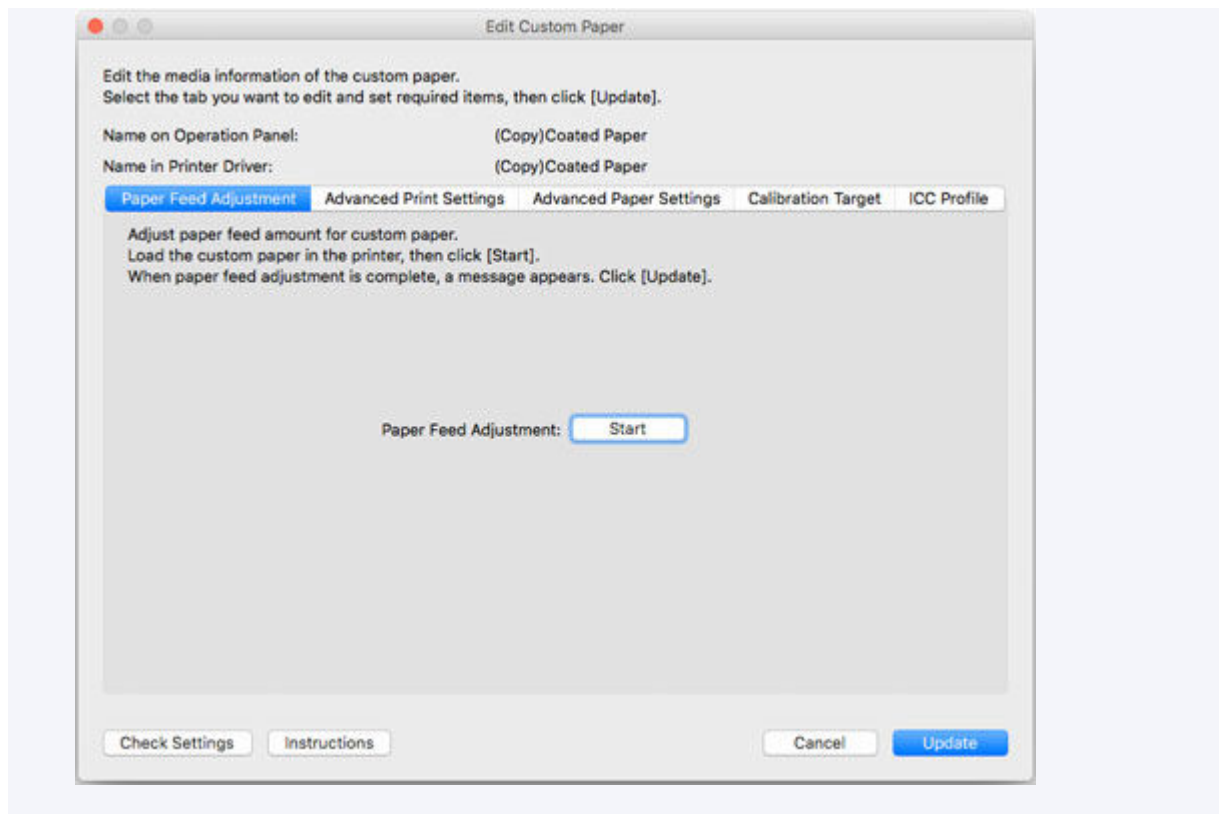 Edit Custom Paper
Edit the media information of the custom paper.
Select the tab you want to edit and set required items, then click [Update].
Name on Operation Panel: (Copy)Coated Paper
Name in Printer Driver: (Copy)Coated Paper
Paper Feed Adjustment Advanced Print Settings Advanced Paper Settings Calibration Target ICC Profile
Adjust paper feed amount for custom paper.
Load the custom paper in the printer, then click [Start].
When paper feed adjustment is complete, a message appears. Click [Update].
Paper Feed Adjustment: Start
Check Settings Instructions Cancel Update